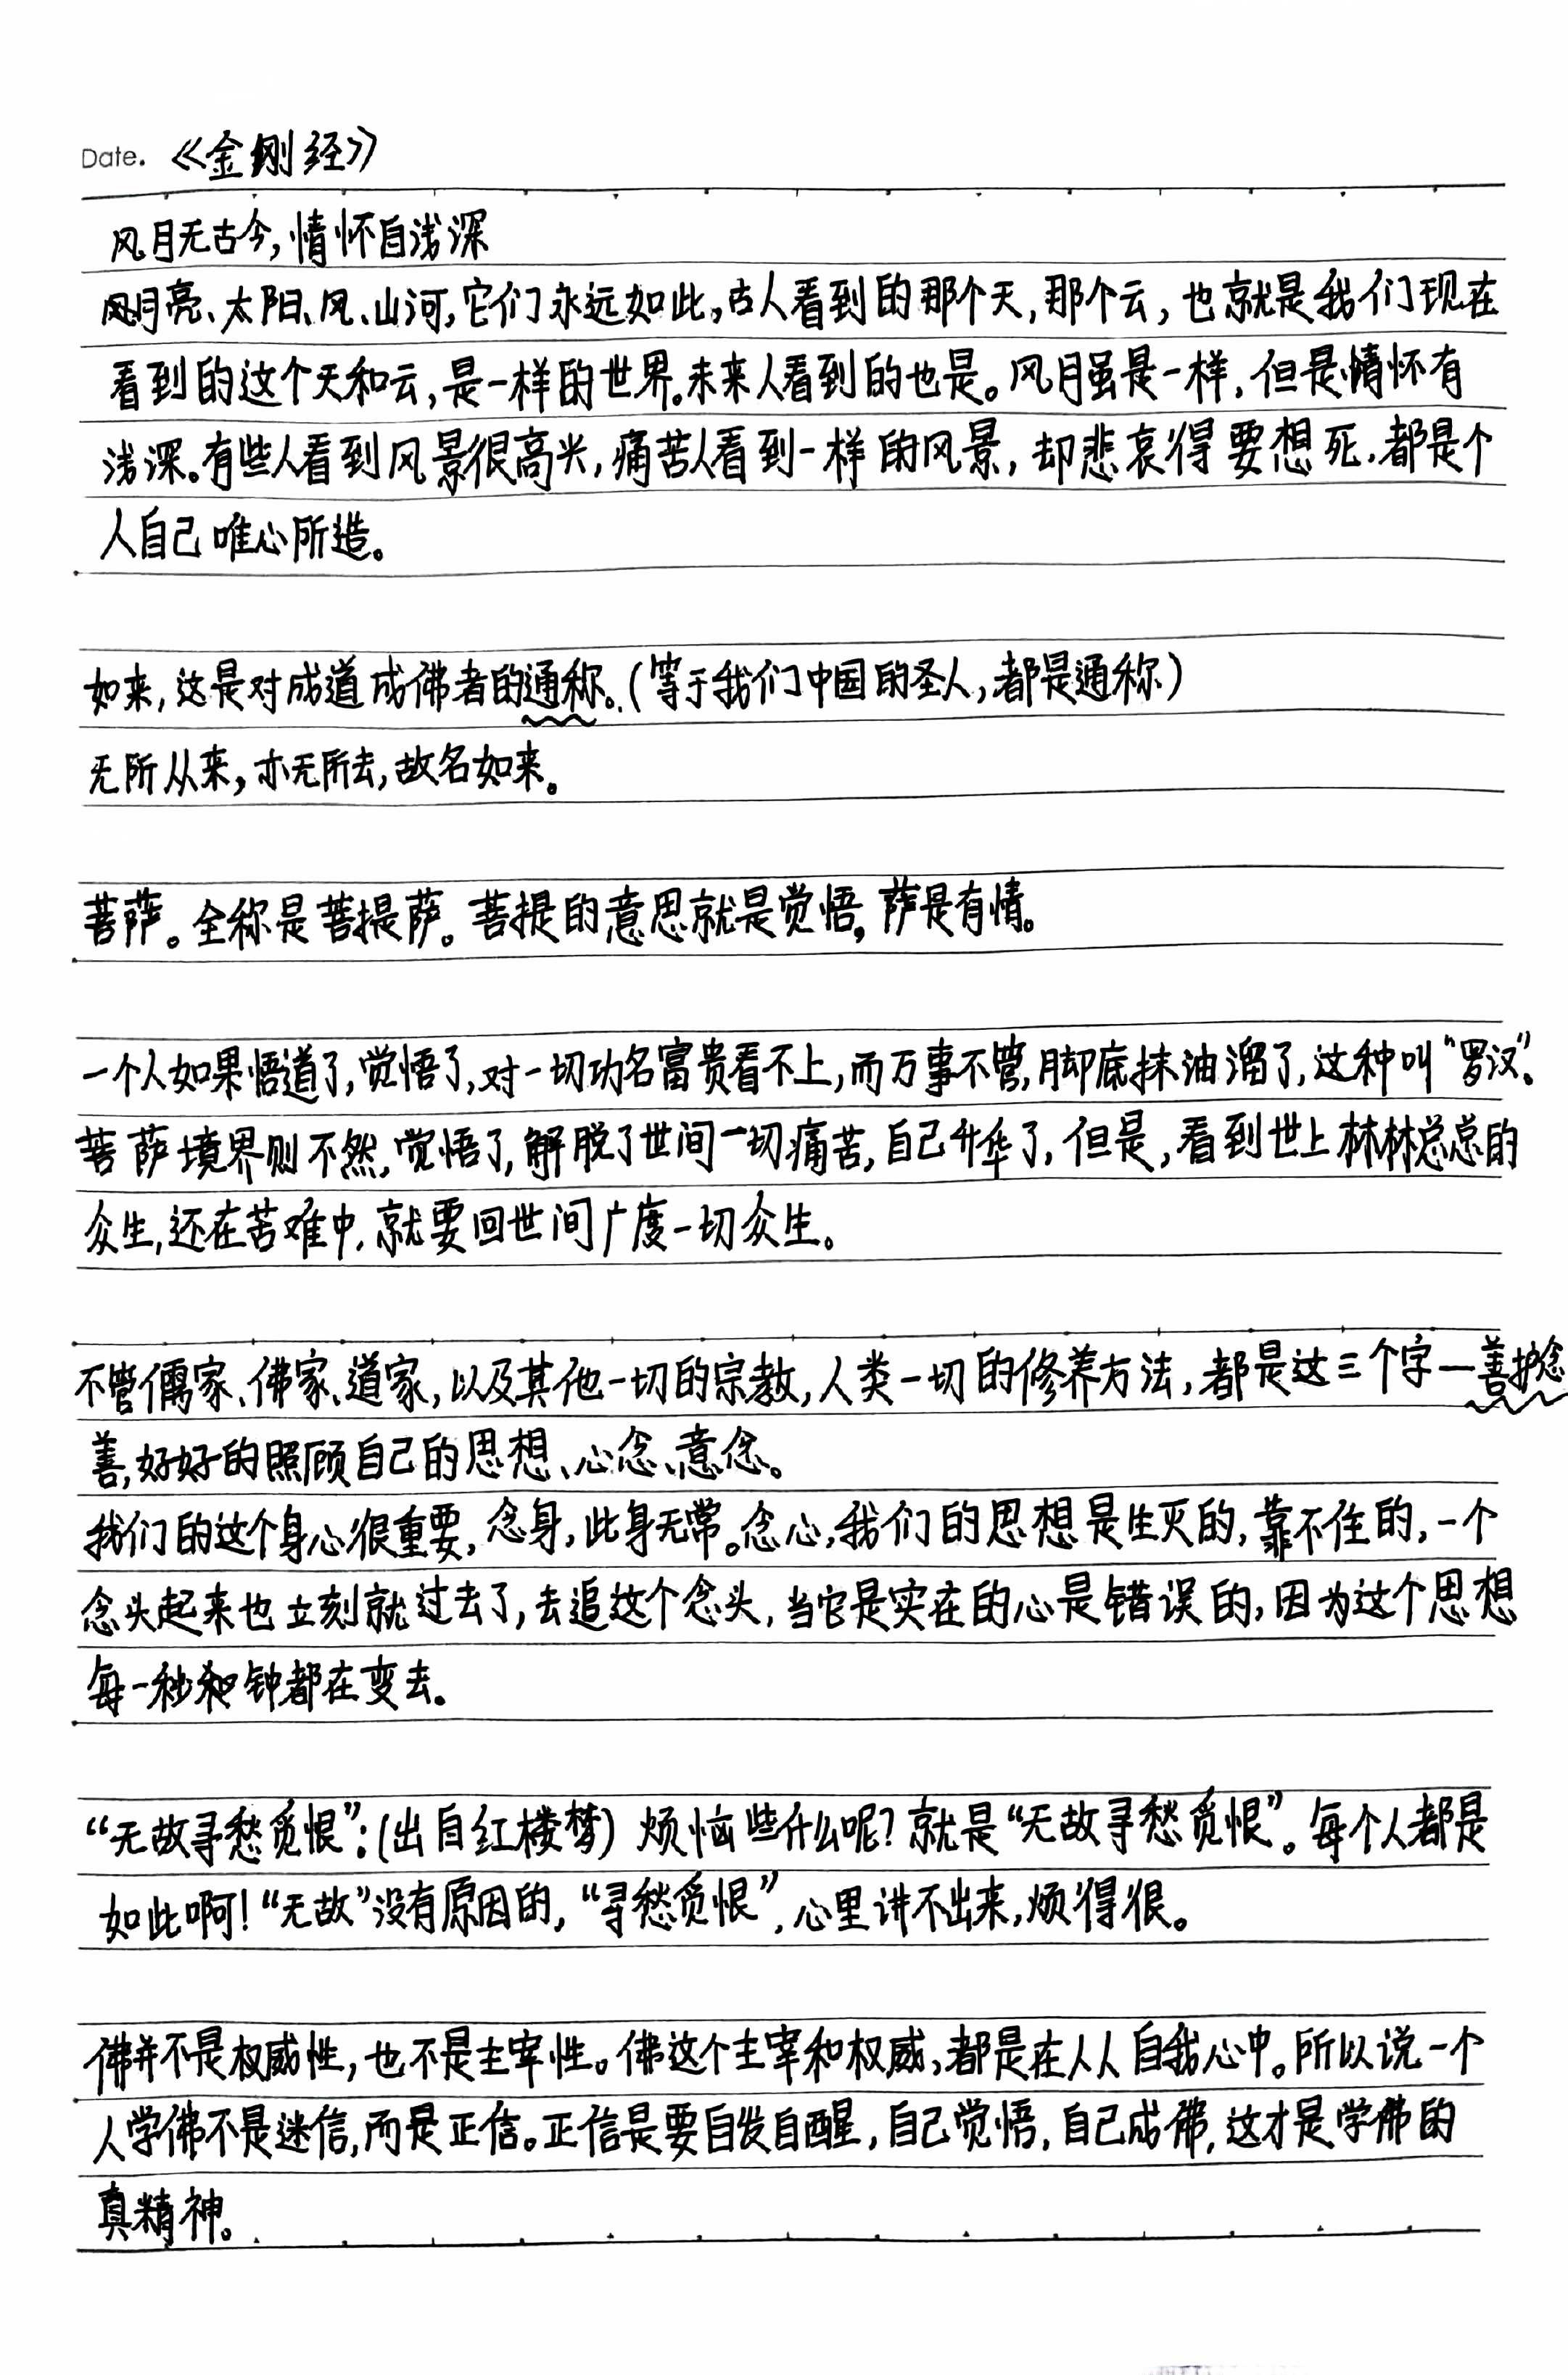 Date. 《金刚经》
风月无古今,情怀自浅深
月亮、太阳、风、山河,它们永远如此,古人看到的那个天,那个云,也就是我们现在
看到的这个天和云,是一样的世界。未来人看到的也是。风月虽是一样,但是情怀有
浅深。有些人看到风景很高兴,痛苦人看到一样的风景,却悲哀得要想死.都是个
人自己唯心所造。
如来,这是对成道成佛者的通称。(等于我们中国的圣人,都是通称)
无所从来,亦无所去,故名如来。
菩萨。全称是菩提萨。菩提的意思就是觉悟,萨是有情。
一个人如果悟道了,觉悟了,对一切功名富贵看不上,而万事不管,脚底抹油溜了,这种叫“罗汉”。
菩萨境界则不然,觉悟了,解脱了世间一切痛苦,自己升华了,但是,看到世上林林总总的
众生,还在苦难中,就要回世间广度一切众生。
不管儒家、佛家、道家,以及其他一切的宗教,人类一切的修养方法,都是这三个字—善护念
善,好好的照顾自己的思想、心念、意念。
我们的这个身心很重要,念身,此身无常。念心,我们的思想是生灭的,靠不住的,一个
念头起来也立刻就过去了,去追这个念头,当它是实在的心是错误的,因为这个思想
每一秒和钟都在变去.
“无故寻愁觅恨”:(出自红楼梦) 烦恼些什么呢?就是“无故寻愁觅恨”。每个人都是
如此啊!“无故”没有原因的,“寻愁觅恨”,心里讲不出来,烦得很。
佛并不是权威性,也不是主宰性。佛这个主宰和权威,都是在人人自我心中。所以说一个
人学佛不是迷信,而是正信。正信是要自发自醒,自己觉悟,自己成佛,这才是学佛的
真精神。